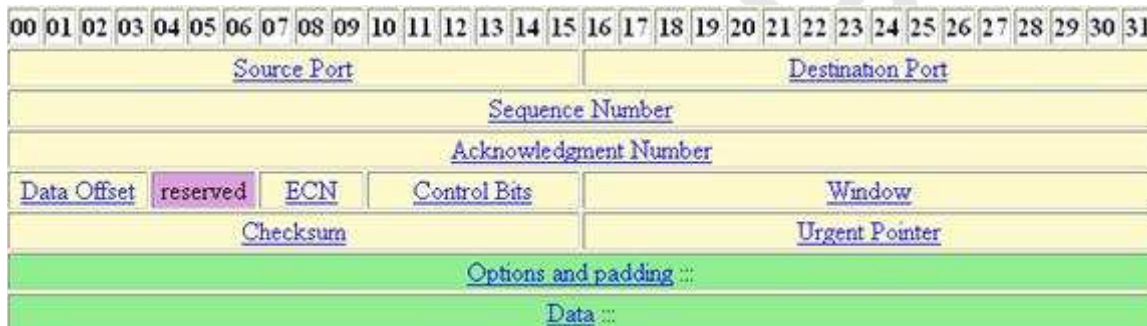 00 01 02 03 04 05 06 07 08 09 10 11 12 13 14 15 16 17 18 19 20 21 22 23 24 25 26 27 28 29 30 31
Source Port Destination Port
Sequence Number
Acknowledgment Number
Data Offset reserved ECN Control Bits Window
Checksum Urgent Pointer
Options and padding :::
Data :::